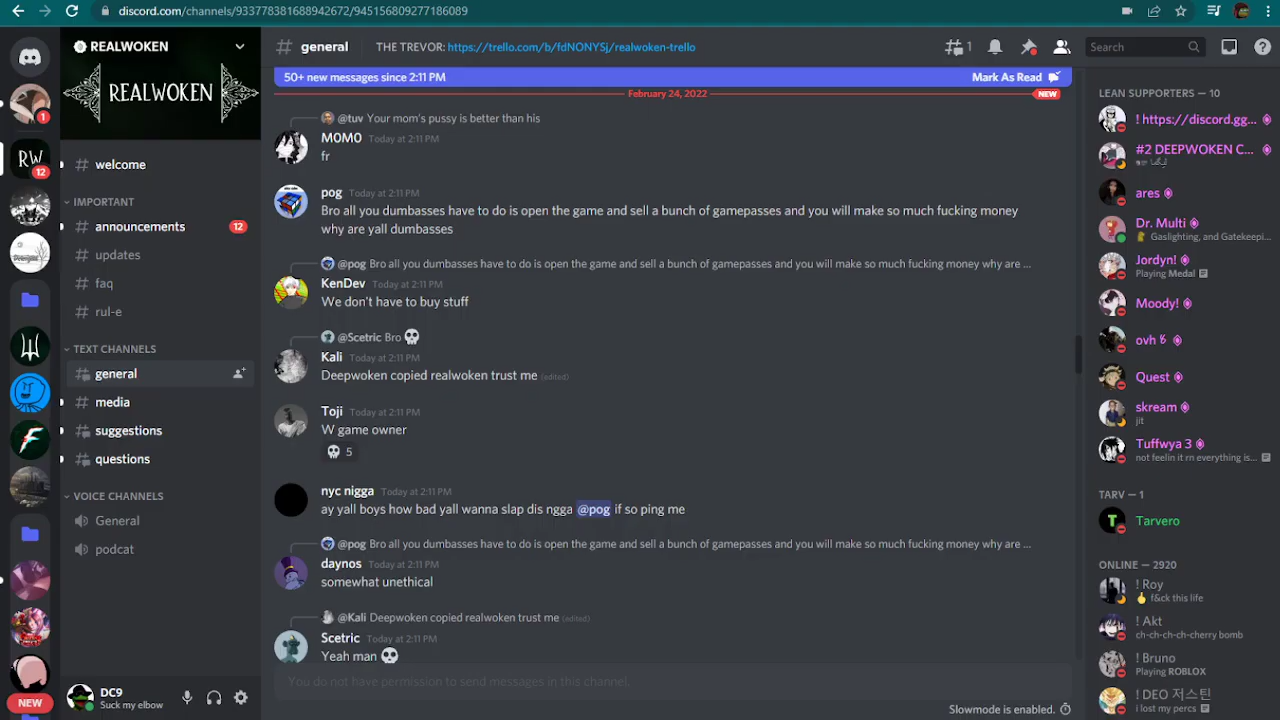 discord.com/channels/933778381688942672/945156809277186089
REALWOKEN
REALWOKEN
RW
1
12
NEW
welcome
IMPORTANT
announcements
12
updates
faq
rul-e
TEXT CHANNELS
general
media
suggestions
questions
VOICE CHANNELS
General
podcat
DC9
Suck my elbow
general
THE TREVOR: https://trello.com/b/fdNONYSj/realwoken-trello
1
Search
50+ new messages since 2:11 PM
Mark As Read
February 24, 2022
NEW
@tuv Your mom's pussy is better than his
M0M0 Today at 2:11 PM
fr
pog Today at 2:11 PM
Bro all you dumbasses have to do is open the game and sell a bunch of gamepasses and you will make so much fucking money
why are yall dumbasses
@pog Bro all you dumbasses have to do is open the game and sell a bunch of gamepasses and you will make so much fucking money why are ...
KenDev Today at 2:11 PM
We don't have to buy stuff
@Scetric Bro 💀
Kali Today at 2:11 PM
Deepwoken copied realwoken trust me (edited)
Toji Today at 2:11 PM
W game owner
💀 5
nyc nigga Today at 2:11 PM
ay yall boys how bad yall wanna slap dis ngga @pog if so ping me
@pog Bro all you dumbasses have to do is open the game and sell a bunch of gamepasses and you will make so much fucking money why are ...
daynos Today at 2:11 PM
somewhat unethical
@Kali Deepwoken copied realwoken trust me (edited)
Scetric Today at 2:11 PM
Yeah man 💀
You do not have permission to send messages in this channel.
Slowmode is enabled.
LEAN SUPPORTERS — 10
! https://discord.gg...
#2 DEEPWOKEN C...
ares
Dr. Multi
Gaslighting, and Gatekeepi...
Jordyn!
Playing Medal
Moody!
Quest
skream
jit
Tuffwya 3
not feelin it rn everything is...
TARV — 1
T
Tarvero
ONLINE — 2920
! Roy
🖕 f&ck this life
! Akt
ch-ch-ch-ch-cherry bomb
! Bruno
Playing ROBLOX
! DEO 저스틴
i lost my percs